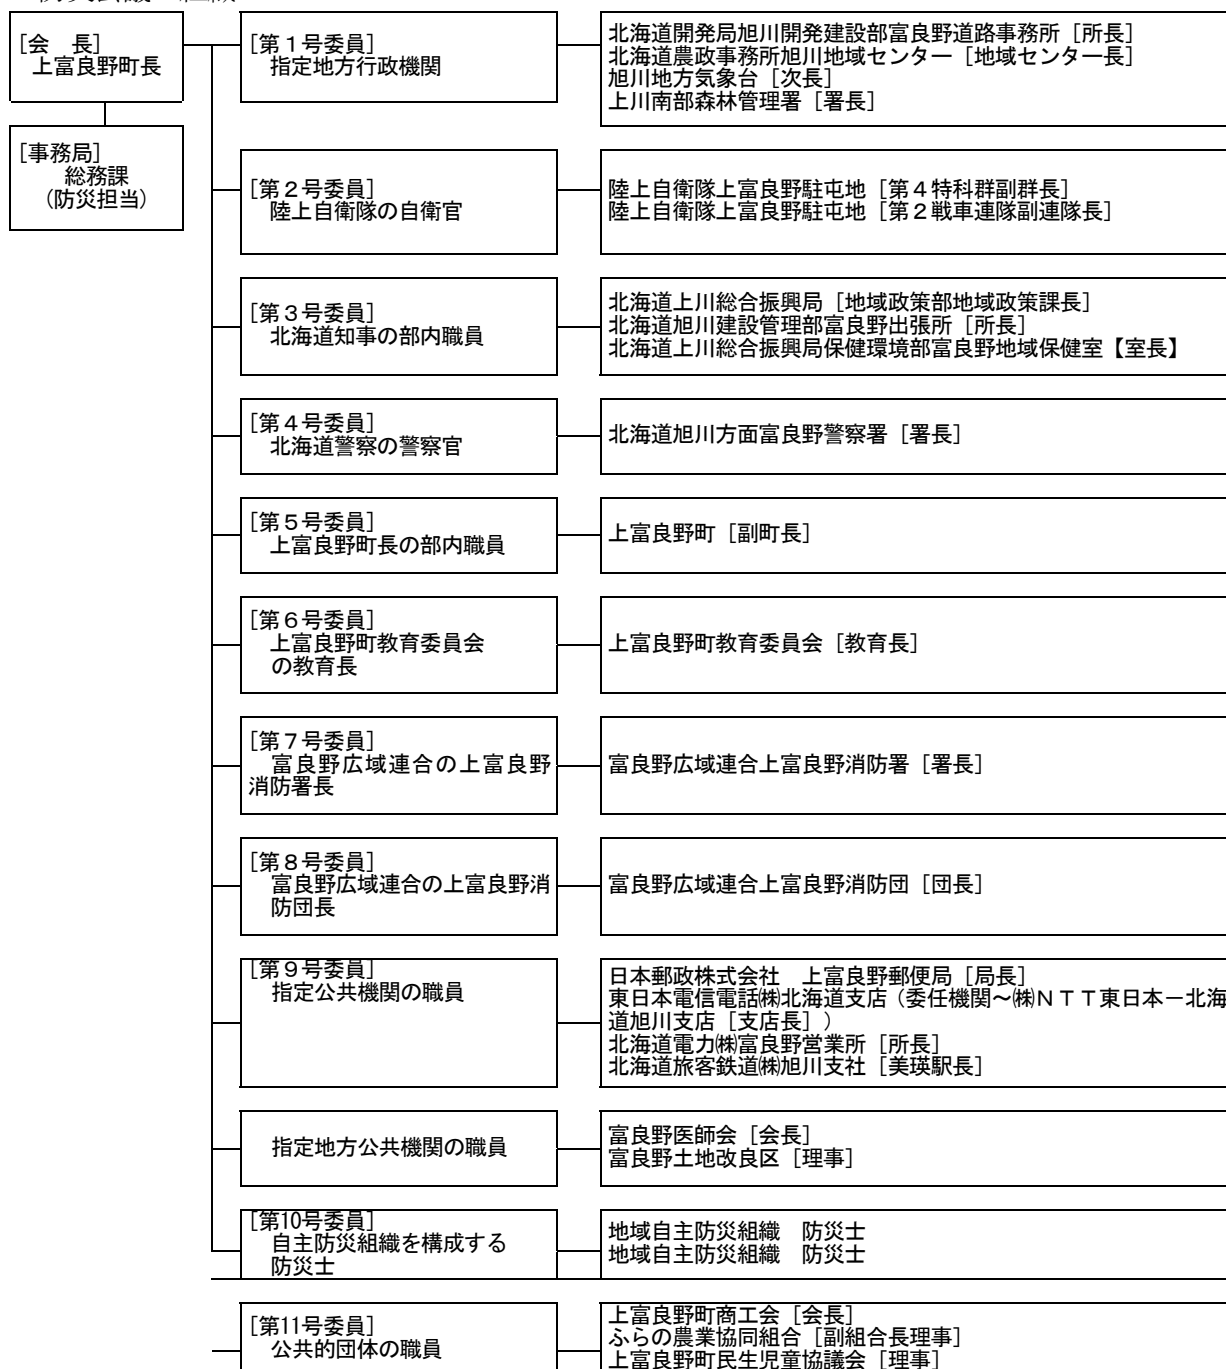 [会　長]
上富良野町長
[事務局]
総務課
(防災担当)
[第１号委員]
指定地方行政機関
北海道開発局旭川開発建設部富良野道路事務所［所長］
北海道農政事務所旭川地域センター［地域センター長］
旭川地方気象台［次長］
上川南部森林管理署［署長］
[第２号委員]
陸上自衛隊の自衛官
陸上自衛隊上富良野駐屯地［第４特科群副群長］
陸上自衛隊上富良野駐屯地［第２戦車連隊副連隊長］
[第３号委員]
北海道知事の部内職員
北海道上川総合振興局［地域政策部地域政策課長］
北海道旭川建設管理部富良野出張所［所長］
北海道上川総合振興局保健環境部富良野地域保健室【室長】
[第４号委員]
北海道警察の警察官
北海道旭川方面富良野警察署［署長］
[第５号委員]
上富良野町長の部内職員
上富良野町［副町長］
[第６号委員]
上富良野町教育委員会
の教育長
上富良野町教育委員会［教育長］
[第７号委員]
富良野広域連合の上富良野
消防署長
富良野広域連合上富良野消防署［署長］
[第８号委員]
富良野広域連合の上富良野消
防団長
富良野広域連合上富良野消防団［団長］
[第９号委員]
指定公共機関の職員
日本郵政株式会社　上富良野郵便局［局長］
東日本電信電話㈱北海道支店（委任機関～㈱ＮＴＴ東日本－北海
道旭川支店［支店長］）
北海道電力㈱富良野営業所［所長］
北海道旅客鉄道㈱旭川支社［美瑛駅長］
指定地方公共機関の職員
富良野医師会［会長］
富良野土地改良区［理事］
[第10号委員]
自主防災組織を構成する
防災士
地域自主防災組織　防災士
地域自主防災組織　防災士
[第11号委員]
公共的団体の職員
上富良野町商工会［会長］
ふらの農業協同組合［副組合長理事］
上富良野町民生児童協議会［理事］